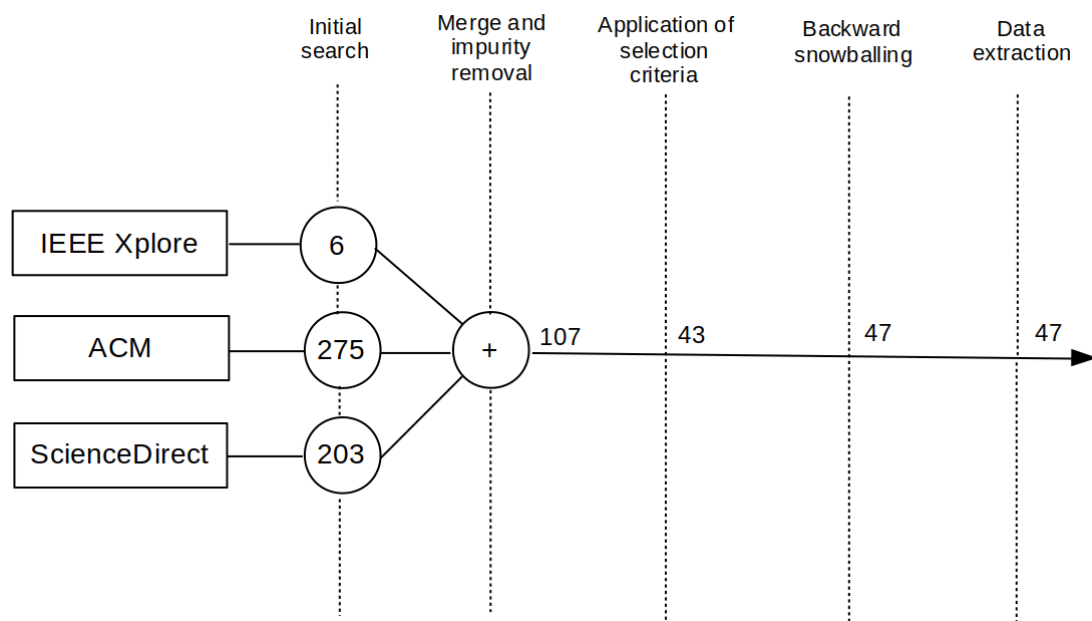 Initial
search
Merge and
impurity
removal
Application of
selection
criteria
Backward
snowballing
Data
extraction
IEEE Xplore
6
ACM
275
+
107
43
47
47
ScienceDirect
203